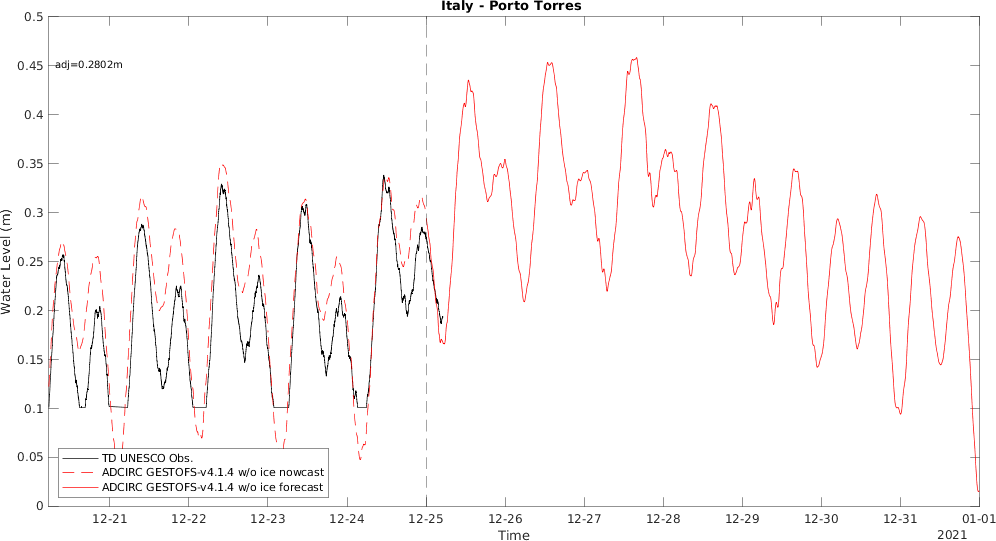 Italy - Porto Torres
0.5
0.45
0.4
0.35
0.3
0.25
0.2
0.15
0.1
0.05
0
Water Level (m)
adj=0.2802m
TD UNESCO Obs.
ADCIRC GESTOFS-v4.1.4 w/o ice nowcast
ADCIRC GESTOFS-v4.1.4 w/o ice forecast
12-21 12-22 12-23 12-24 12-25 12-26 12-27 12-28 12-29 12-30 12-31 01-01
Time
2021